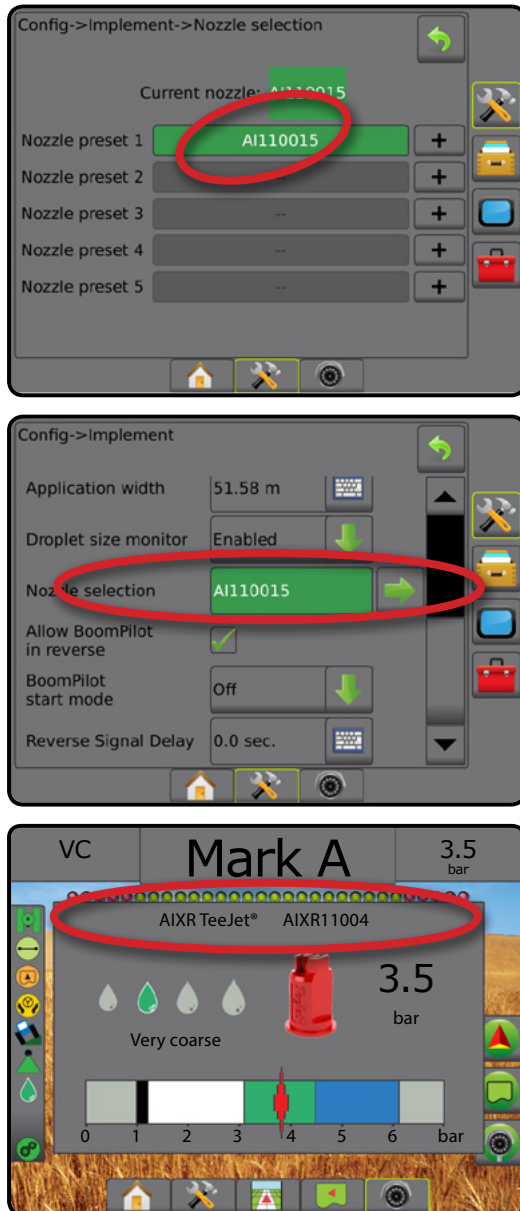 Config->Implement->Nozzle selection
Current nozzle: AI110015
Nozzle preset 1 AI110015 +
Nozzle preset 2 -- +
Nozzle preset 3 -- +
Nozzle preset 4 -- +
Nozzle preset 5 -- +
Config->Implement
Application width 51.58 m
Droplet size monitor Enabled
Nozzle selection AI110015
Allow BoomPilot
in reverse
BoomPilot
start mode Off
Reverse Signal Delay 0.0 sec.
VC Mark A 3.5
bar
AIXR TeeJet® AIXR11004
3.5
bar
Very coarse
0 1 2 3 4 5 6 bar